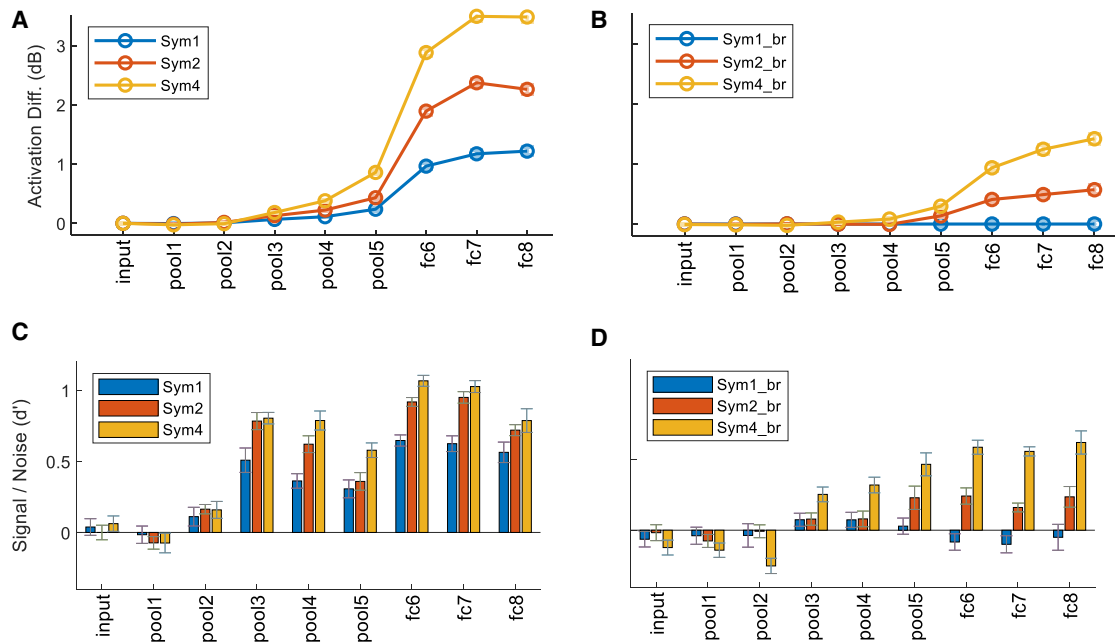 A
Sym1
Sym2
Sym4
Activation Diff. (dB)
3
2
1
0
input
pool1
pool2
pool3
pool4
pool5
fc6
fc7
fc8
B
Sym1_br
Sym2_br
Sym4_br
input
pool1
pool2
pool3
pool4
pool5
fc6
fc7
fc8
C
Sym1
Sym2
Sym4
Signal / Noise (d')
1
0.5
0
input
pool1
pool2
pool3
pool4
pool5
fc6
fc7
fc8
D
Sym1_br
Sym2_br
Sym4_br
input
pool1
pool2
pool3
pool4
pool5
fc6
fc7
fc8